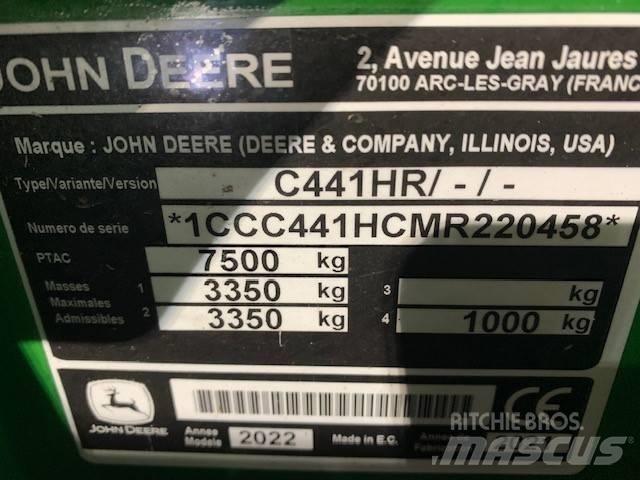 JOHN DEERE
2, Avenue Jean Jaures
70100 ARC-LES-GRAY (FRANC
Marque : JOHN DEERE (DEERE & COMPANY, ILLINOIS, USA)
Type/Variante/Version C441HR/ - / -
Numero de serie *1CCC441HCMR220458*
PTAC 7500 kg
Masses 1 3350 kg 3 kg
Maximales
Admissibles 2 3350 kg 4 1000 kg
JOHN DEERE
Annee
Modele 2022 Made in E.C. Annee
CE
RITCHIE BROS.
MASCUS